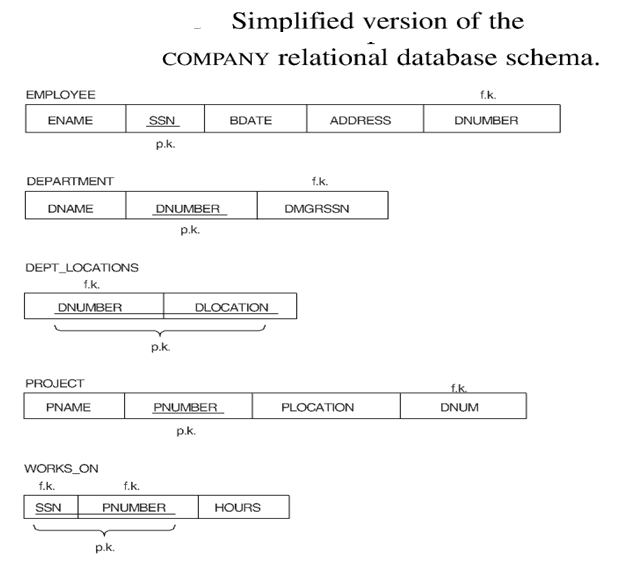 Simplified version of the
COMPANY relational database schema.
EMPLOYEE f.k.
ENAME SSN BDATE ADDRESS DNUMBER
p.k.
DEPARTMENT f.k.
DNAME DNUMBER DMGRSSN
p.k.
DEPT_LOCATIONS
f.k.
DNUMBER DLOCATION
p.k.
PROJECT f.k.
PNAME PNUMBER PLOCATION DNUM
p.k.
WORKS_ON
f.k. f.k.
SSN PNUMBER HOURS
p.k.